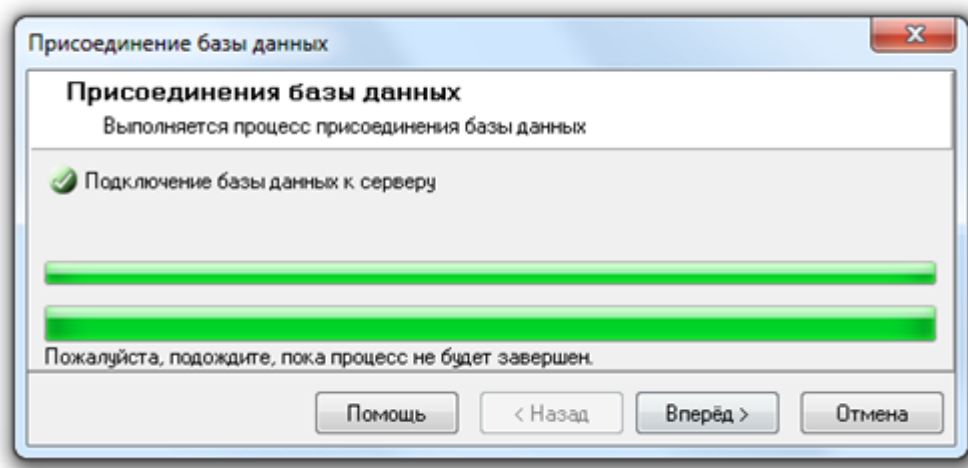 Присоединение базы данных
Присоединения базы данных
Выполняется процесс присоединения базы данных
Подключение базы данных к серверу
Пожалуйста, подождите, пока процесс не будет завершен.
Помощь < Назад Вперёд > Отмена